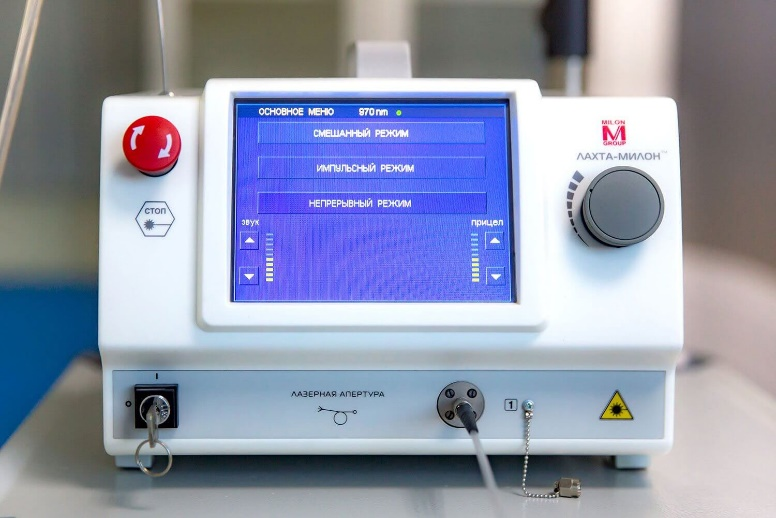 ОСНОВНОЕ МЕНЮ 970 nm
СМЕШАННЫЙ РЕЖИМ
ИМПУЛЬСНЫЙ РЕЖИМ
НЕПРЕРЫВНЫЙ РЕЖИМ
звук
прицел
MILON
M
GROUP
ЛАХТА-МИЛОН™
СТОП
I
O
ЛАЗЕРНАЯ АПЕРТУРА
1